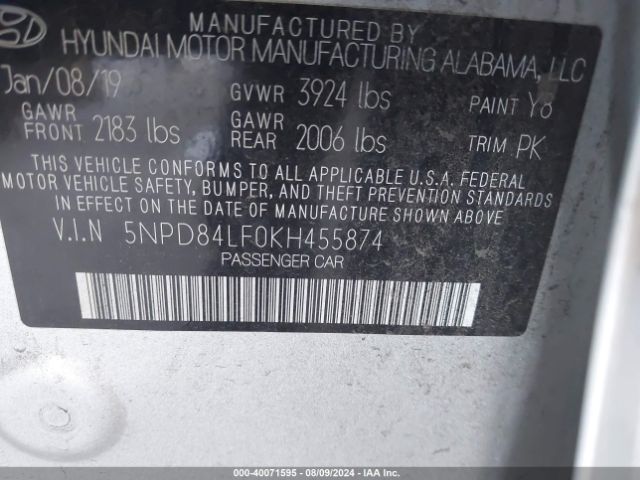 MANUFACTURED BY
HYUNDAI MOTOR MANUFACTURING ALABAMA, LLC
Jan/08/19 GVWR 3924 lbs PAINT Y8
GAWR FRONT 2183 lbs GAWR REAR 2006 lbs TRIM PK
THIS VEHICLE CONFORMS TO ALL APPLICABLE U.S.A. FEDERAL
MOTOR VEHICLE SAFETY, BUMPER, AND THEFT PREVENTION STANDARDS
IN EFFECT ON THE DATE OF MANUFACTURE SHOWN ABOVE.
V.I.N 5NPD84LF0KH455874
PASSENGER CAR
000-40071595 - 08/09/2024 - IAA Inc.